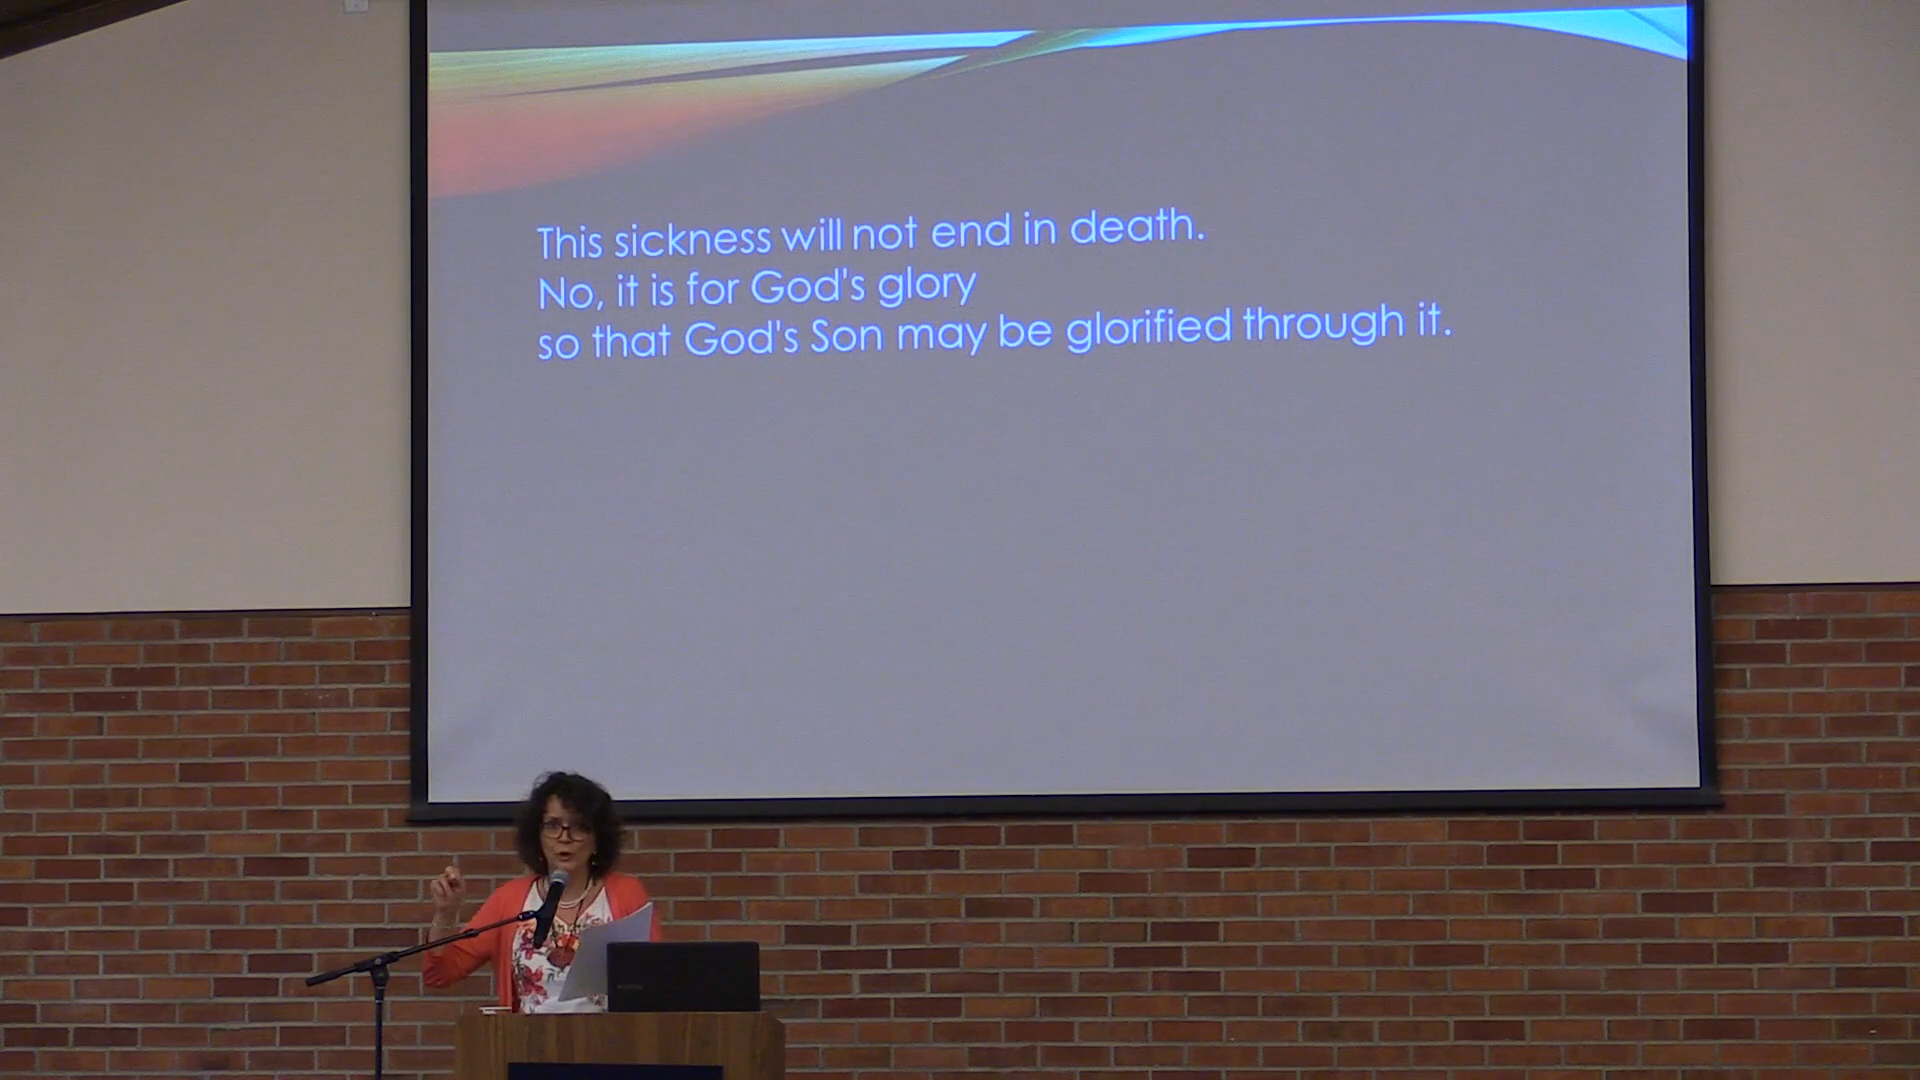 This sickness will not end in death.
No, it is for God's glory
so that God's Son may be glorified through it.